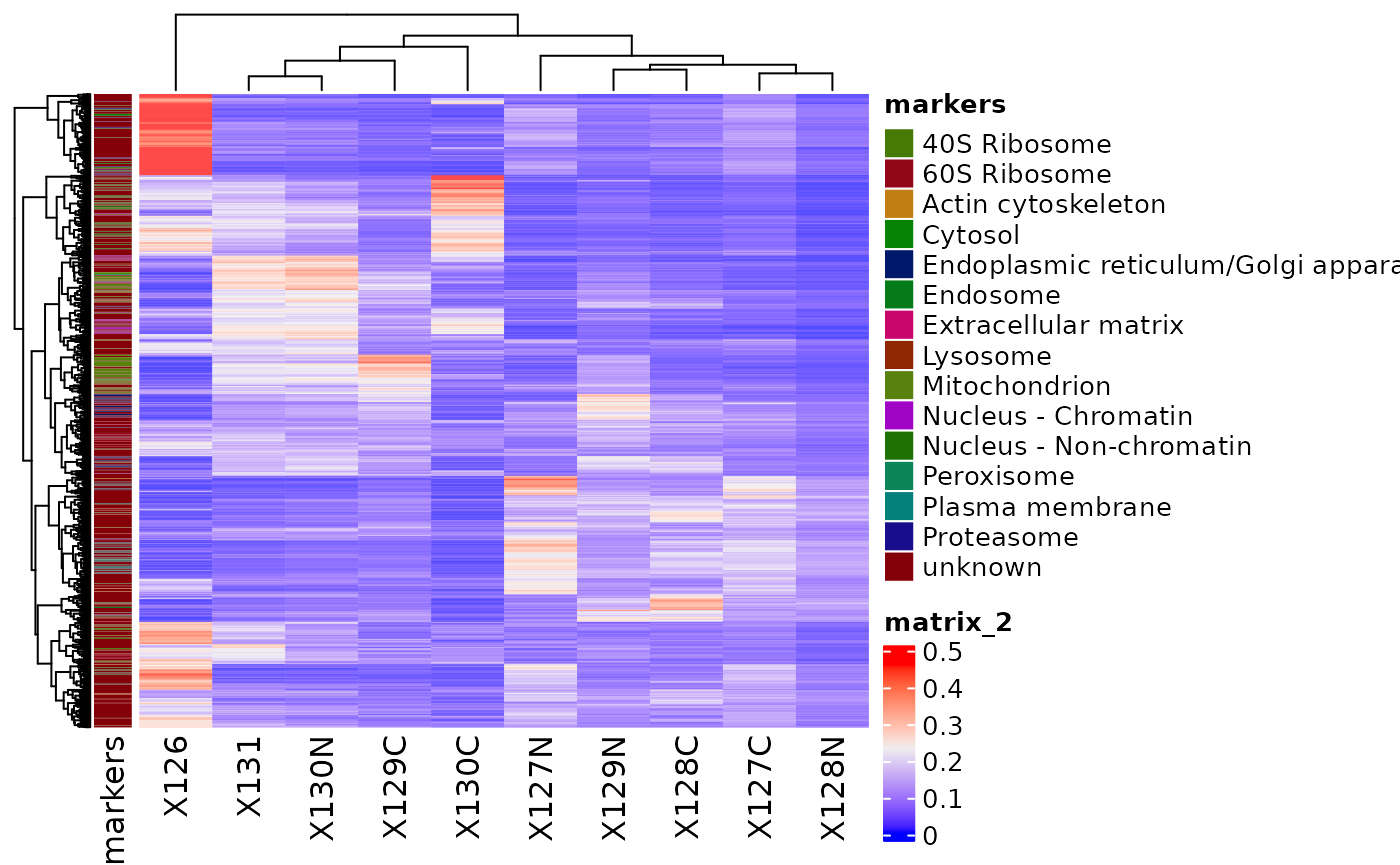 markers
40S Ribosome
60S Ribosome
Actin cytoskeleton
Cytosol
Endoplasmic reticulum/Golgi appara
Endosome
Extracellular matrix
Lysosome
Mitochondrion
Nucleus - Chromatin
Nucleus - Non-chromatin
Peroxisome
Plasma membrane
Proteasome
unknown
matrix_2
0.5
0.4
0.3
0.2
0.1
0
markers
X126
X131
X130N
X129C
X130C
X127N
X129N
X128C
X127C
X128N